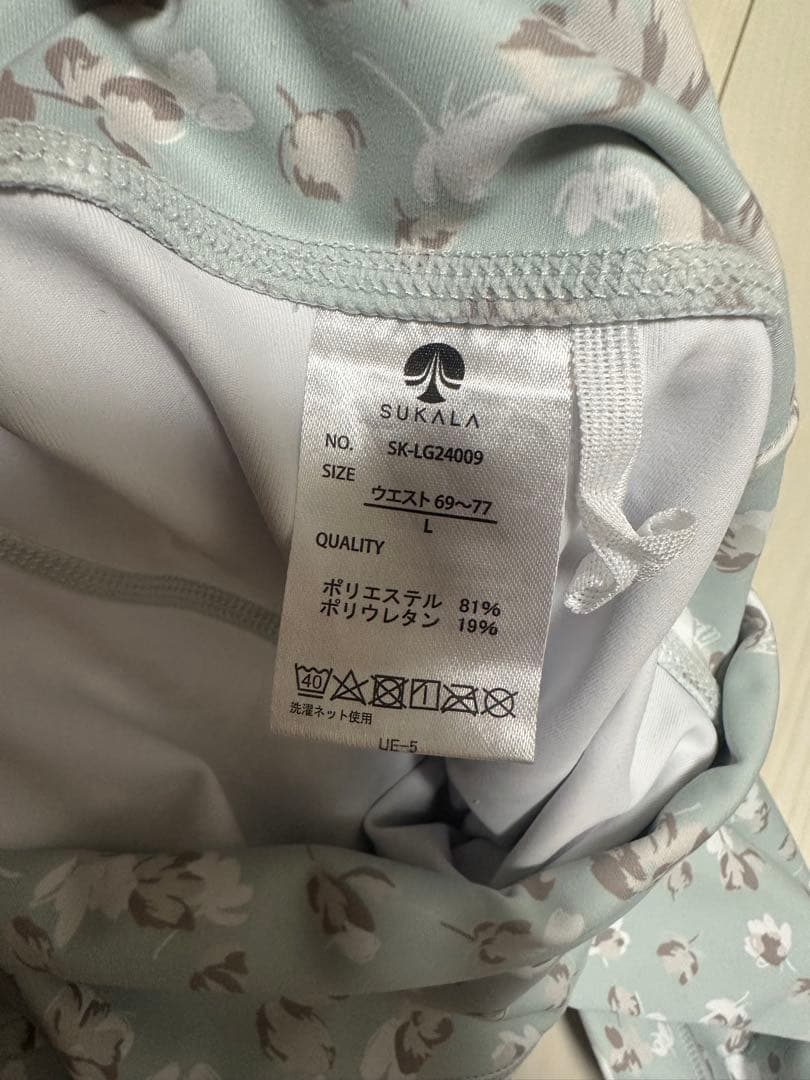 SUKALA
NO. SK-LG24009
SIZE
ウエスト 69〜77
L
QUALITY
ポリエステル 81%
ポリウレタン 19%
40
洗濯ネット使用
UE-5